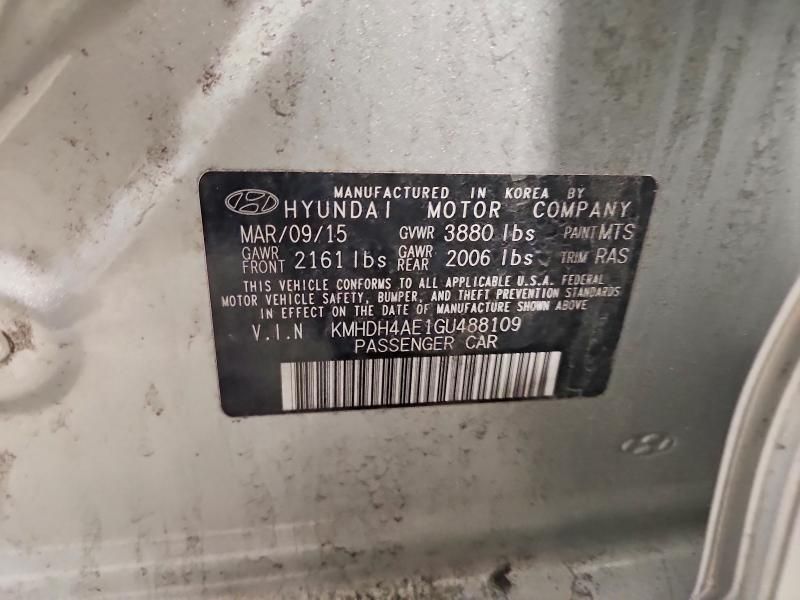 MANUFACTURED IN KOREA BY
HYUNDAI MOTOR COMPANY
MAR/09/15 GVWR 3880 lbs PAINT MTS
GAWR FRONT 2161 lbs GAWR REAR 2006 lbs TRIM RAS
THIS VEHICLE CONFORMS TO ALL APPLICABLE U.S.A. FEDERAL
MOTOR VEHICLE SAFETY, BUMPER, AND THEFT PREVENTION STANDARDS
IN EFFECT ON THE DATE OF MANUFACTURE SHOWN ABOVE
V.I.N KMHDH4AE1GU488109
PASSENGER CAR